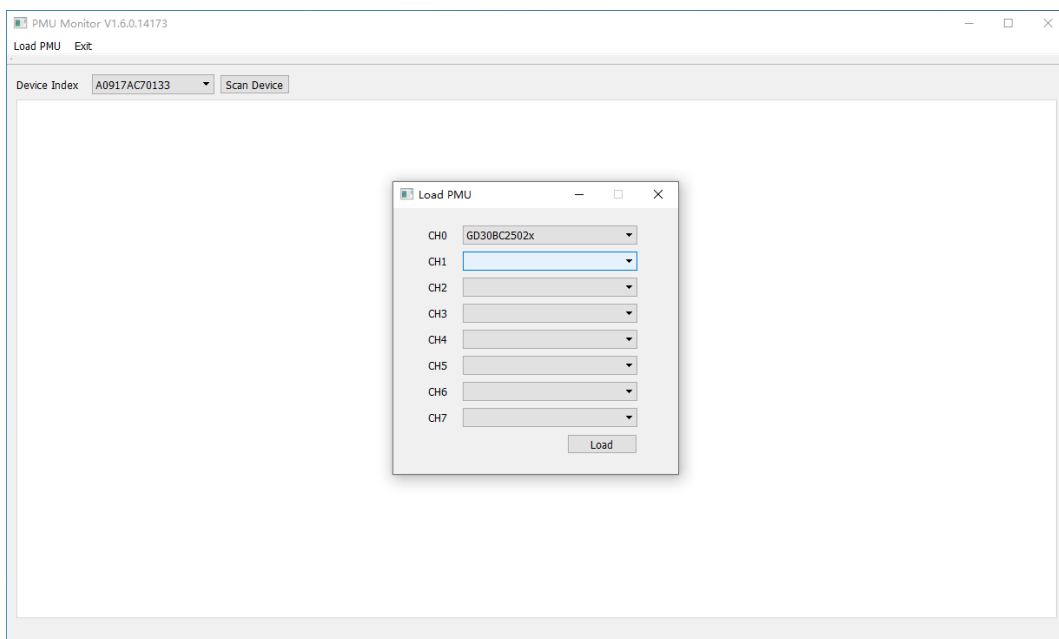 PMU Monitor V1.6.0.14173
Load PMU Exit
Device Index A0917AC70133 Scan Device
Load PMU
CH0 GD30BC2502x
CH1
CH2
CH3
CH4
CH5
CH6
CH7
Load